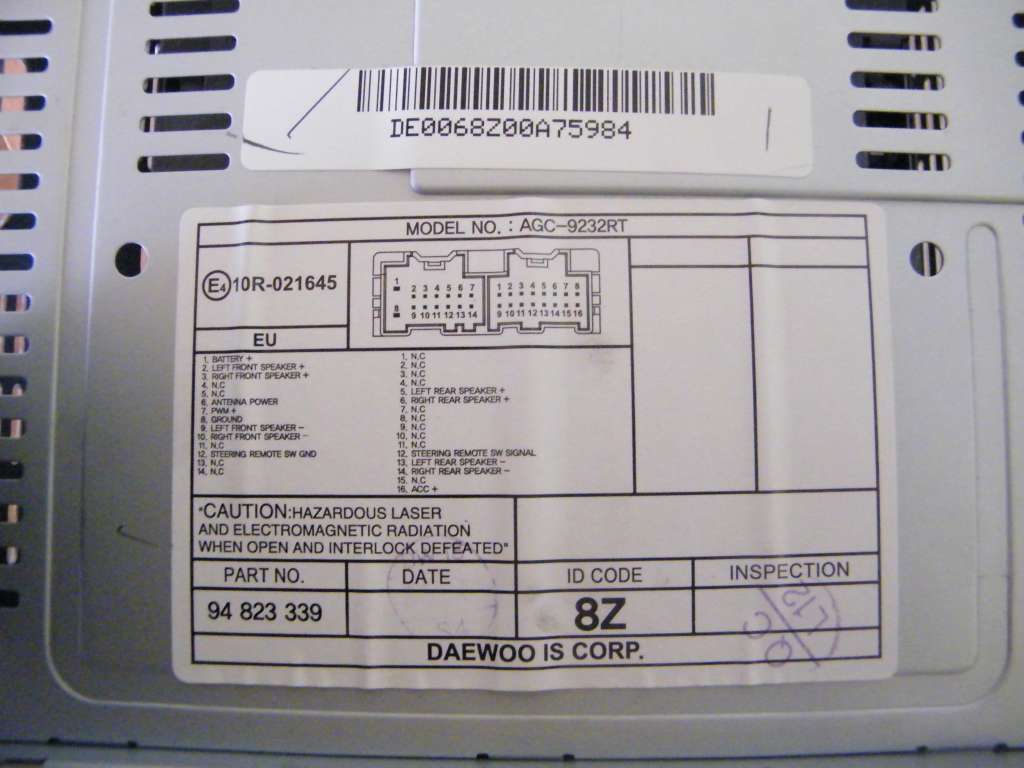 DE0068Z00A75984
MODEL NO. : AGC-9232RT
E4 10R-021645
EU
1 2 3 4 5 6 7
8 9 10 11 12 13 14
1 2 3 4 5 6 7 8
9 10 11 12 13 14 15 16
1. BATTERY +
2. LEFT FRONT SPEAKER +
3. RIGHT FRONT SPEAKER +
4. N.C
5. N.C
6. ANTENNA POWER
7. PWM +
8. GROUND
9. LEFT FRONT SPEAKER -
10. RIGHT FRONT SPEAKER -
11. N.C
12. STEERING REMOTE SW GND
13. N.C
14. N.C
1. N.C
2. N.C
3. N.C
4. N.C
5. LEFT REAR SPEAKER +
6. RIGHT REAR SPEAKER +
7. N.C
8. N.C
9. N.C
10. N.C
11. N.C
12. STEERING REMOTE SW SIGNAL
13. LEFT REAR SPEAKER -
14. RIGHT REAR SPEAKER -
15. N.C
16. ACC +
"CAUTION:HAZARDOUS LASER
AND ELECTROMAGNETIC RADIATION
WHEN OPEN AND INTERLOCK DEFEATED"
PART NO. DATE ID CODE INSPECTION
94 823 339 8Z
L12
QC
DAEWOO IS CORP.